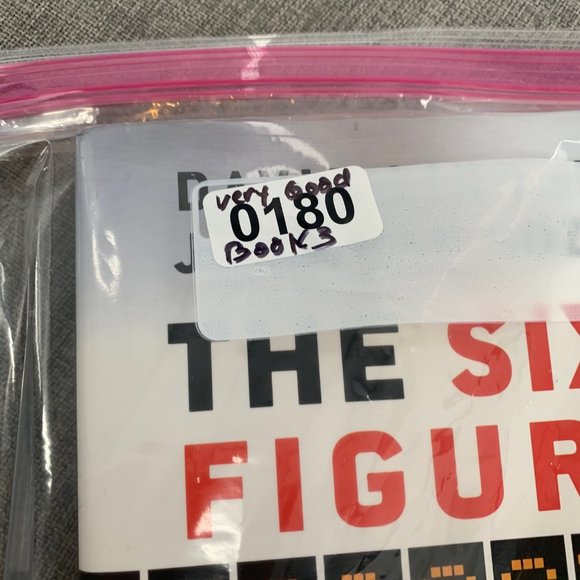 very Good
0180
BOOK3
THE SIX
FIGUR